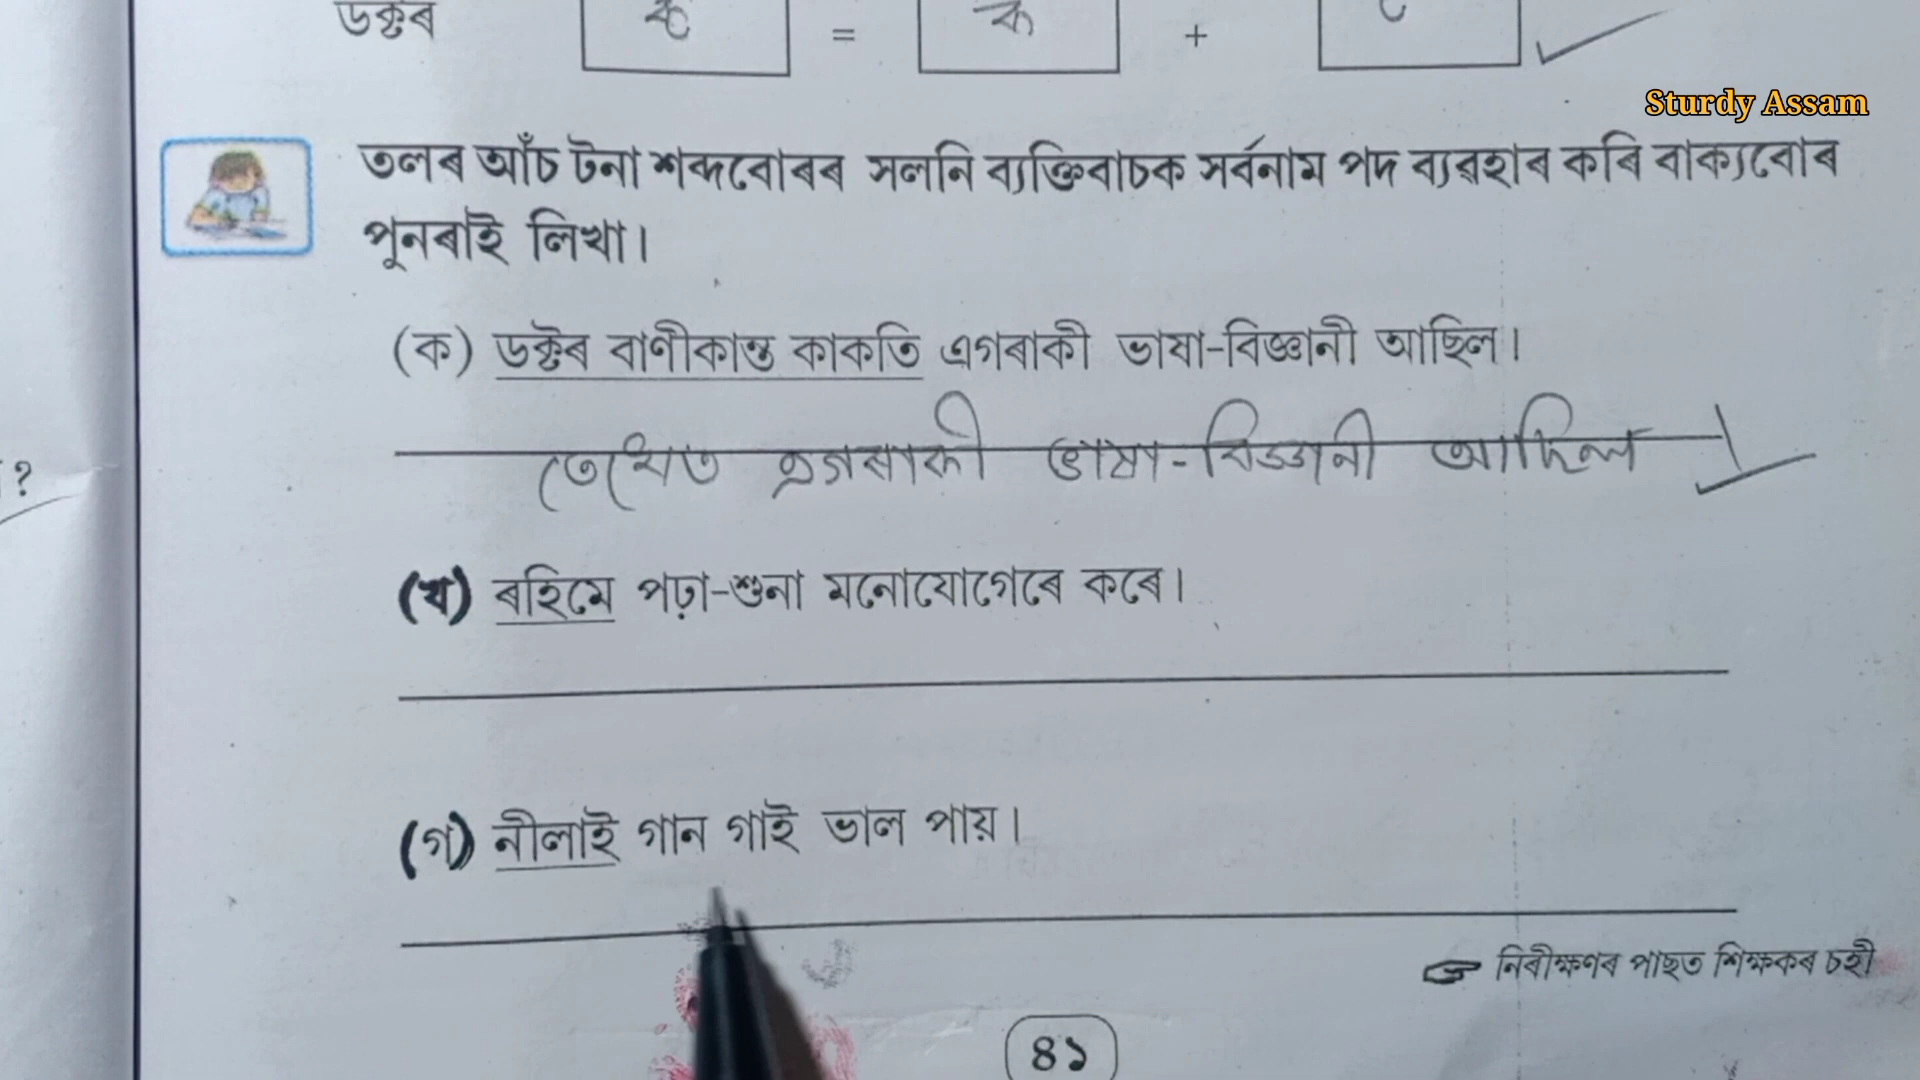 ডক্টৰ ক্ট = ক +
Sturdy Assam
তলৰ আঁচ টনা শব্দবোৰৰ সলনি ব্যক্তিবাচক সৰ্বনাম পদ ব্যৱহাৰ কৰি বাক্যবোৰ
পুনৰাই লিখা।
(ক) ডক্টৰ বাণীকান্ত কাকতি এগৰাকী ভাষা-বিজ্ঞানী আছিল।
তেখেত এগৰাকী ভাষা-বিজ্ঞানী আছিল।
?
(খ) ৰহিমে পঢ়া-শুনা মনোযোগেৰে কৰে।
(গ) নীলাই গান গাই ভাল পায়।
নিৰীক্ষণৰ পাছত শিক্ষকৰ চহী
৪১